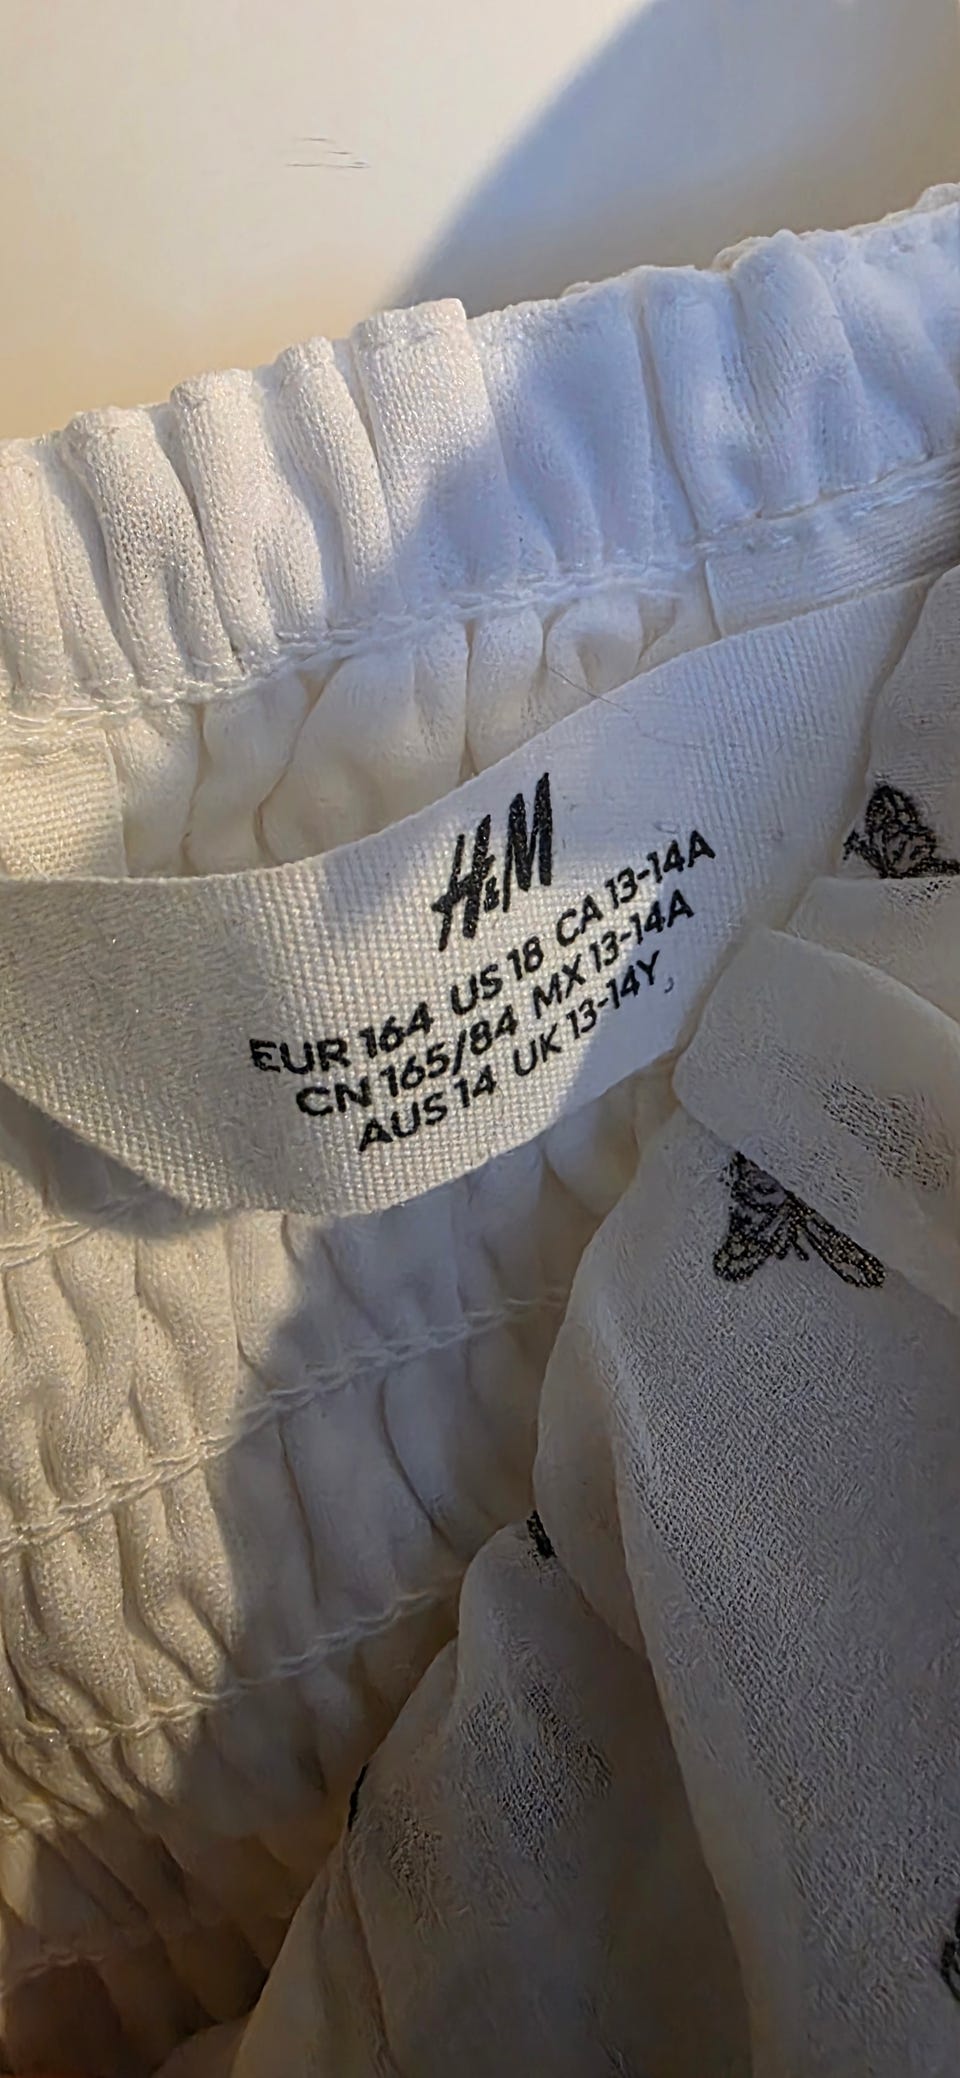 H&M
EUR 164 US 18 CA 13-14A
CN 165/84 MX 13-14A
AUS 14 UK 13-14Y